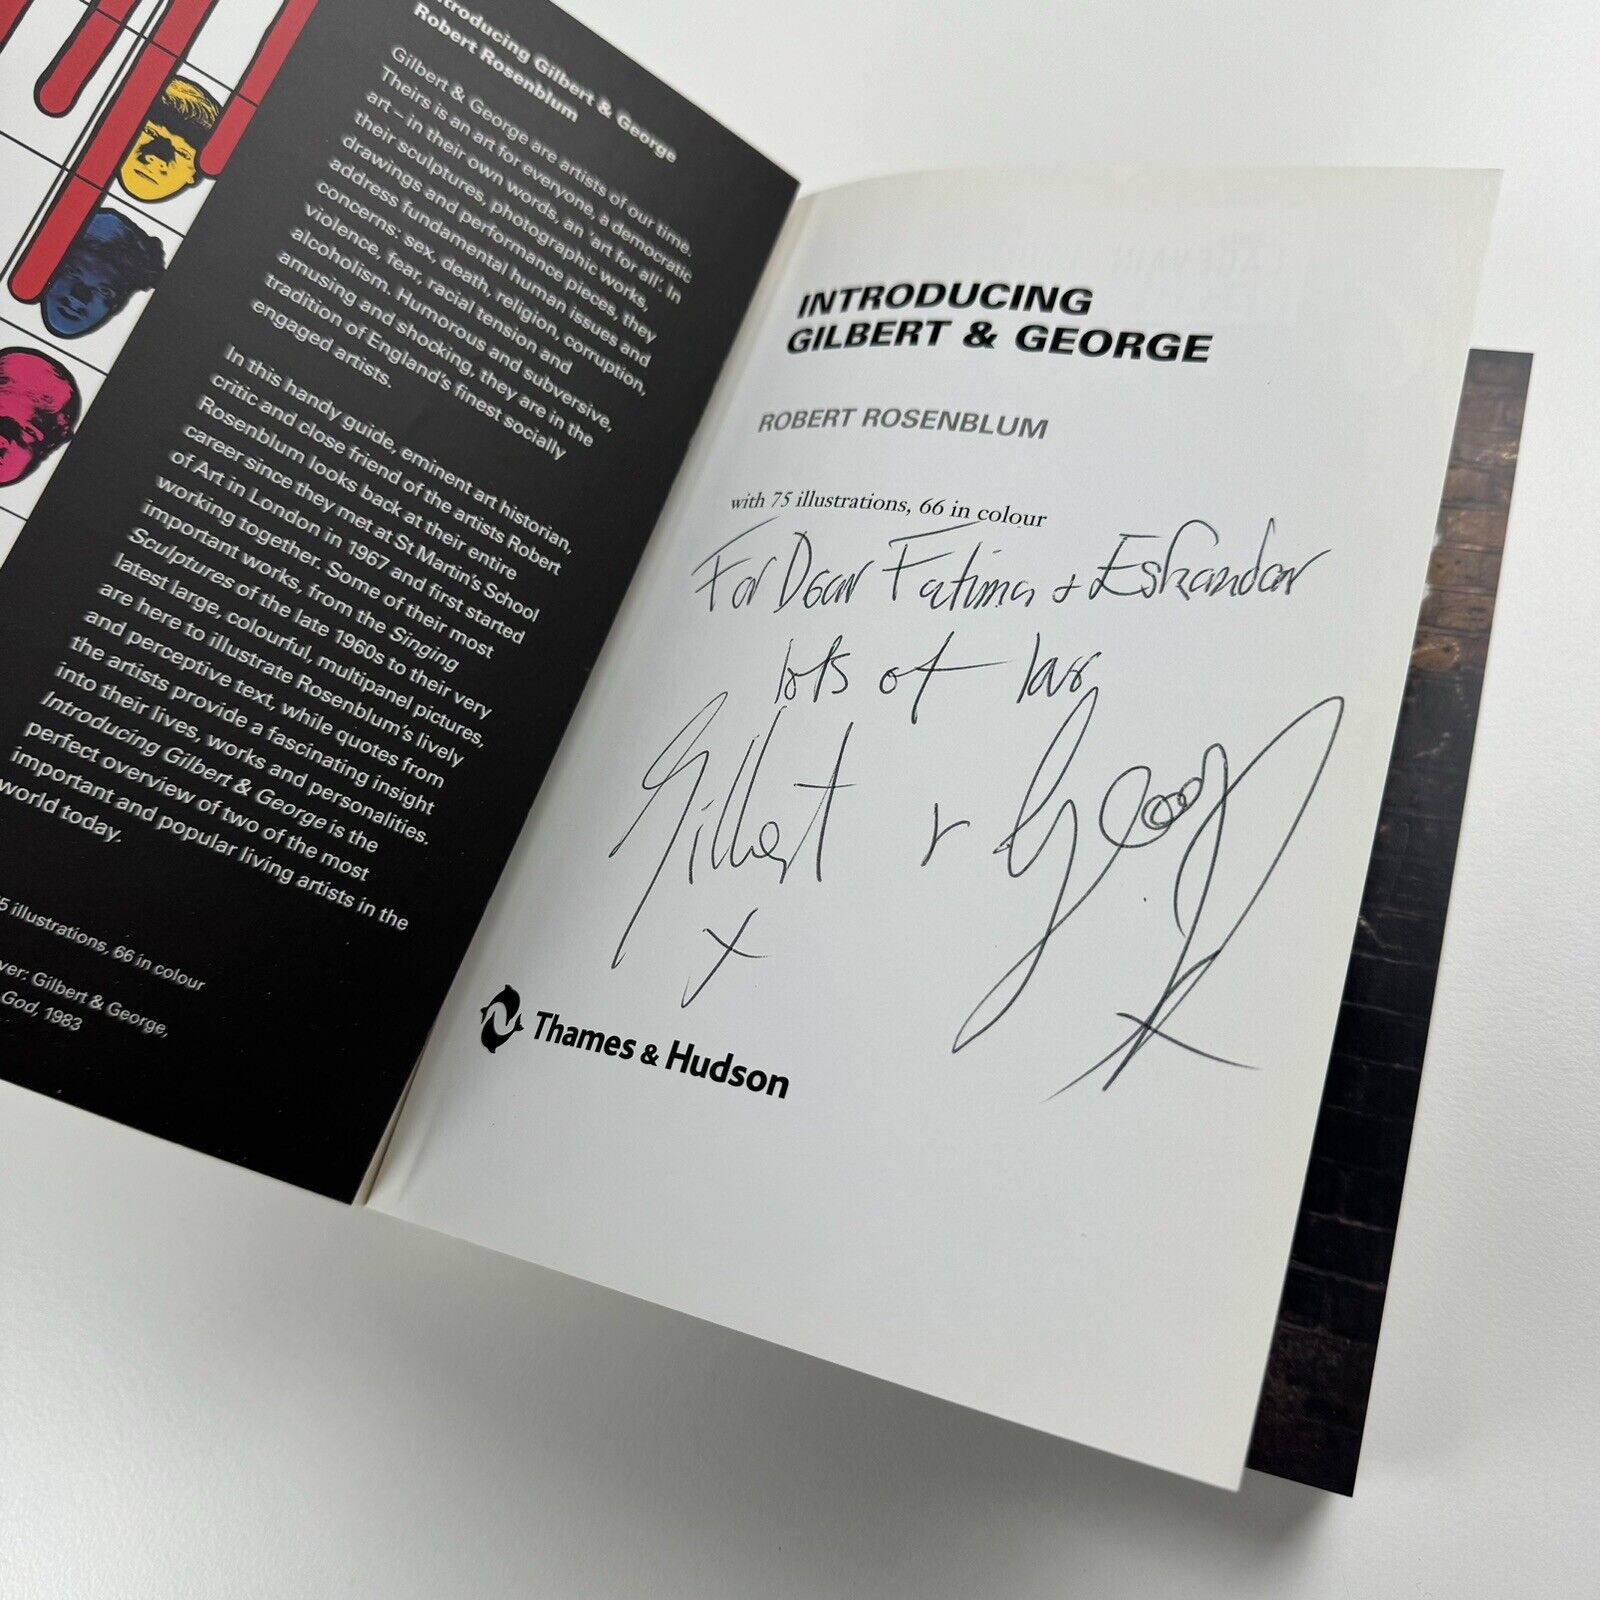 ntroducing Gilbert & George
Robert Rosenblum
Gilbert & George are artists of our time.
Theirs is an art for everyone, a democratic
art – in their own words, an 'art for all'. In
their sculptures, photographic works,
drawings and performance pieces, they
address fundamental human issues and
concerns: sex, death, religion, corruption,
violence, fear, racial tension and
alcoholism. Humorous and subversive,
amusing and shocking, they are in the
tradition of England's finest socially
engaged artists.
In this handy guide, eminent art historian,
critic and close friend of the artists Robert
Rosenblum looks back at their entire
career since they met at St Martin's School
of Art in London in 1967 and first started
working together. Some of their most
important works, from the Singing
Sculptures of the late 1960s to their very
latest large, colourful, multipanel pictures,
are here to illustrate Rosenblum's lively
and perceptive text, while quotes from
the artists provide a fascinating insight
into their lives, works and personalities.
Introducing Gilbert & George is the
perfect overview of two of the most
important and popular living artists in the
world today.
5 illustrations, 66 in colour
ver: Gilbert & George,
God, 1983
INTRODUCING
GILBERT & GEORGE
ROBERT ROSENBLUM
with 75 illustrations, 66 in colour
For Dear Fatima + Eskandar
lots of
Gilbert + George
x x
Thames & Hudson